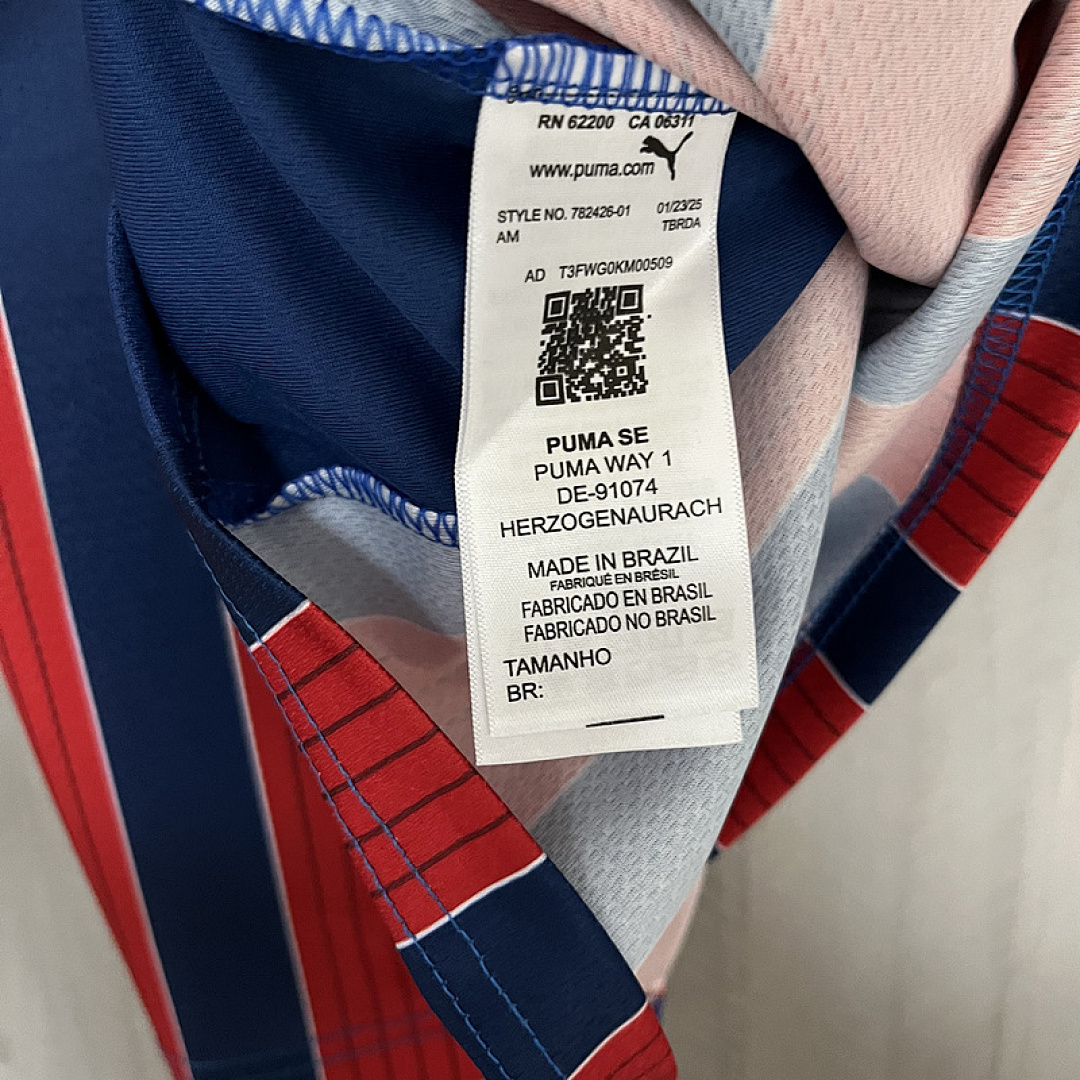 RN 62200 CA 06311
www.puma.com
STYLE NO. 782426-01 01/23/25
AM TBRDA
AD T3FWG0KM00509
PUMA SE
PUMA WAY 1
DE-91074
HERZOGENAURACH
MADE IN BRAZIL
FABRIQUÉ EN BRÉSIL
FABRICADO EN BRASIL
FABRICADO NO BRASIL
TAMANHO
BR: